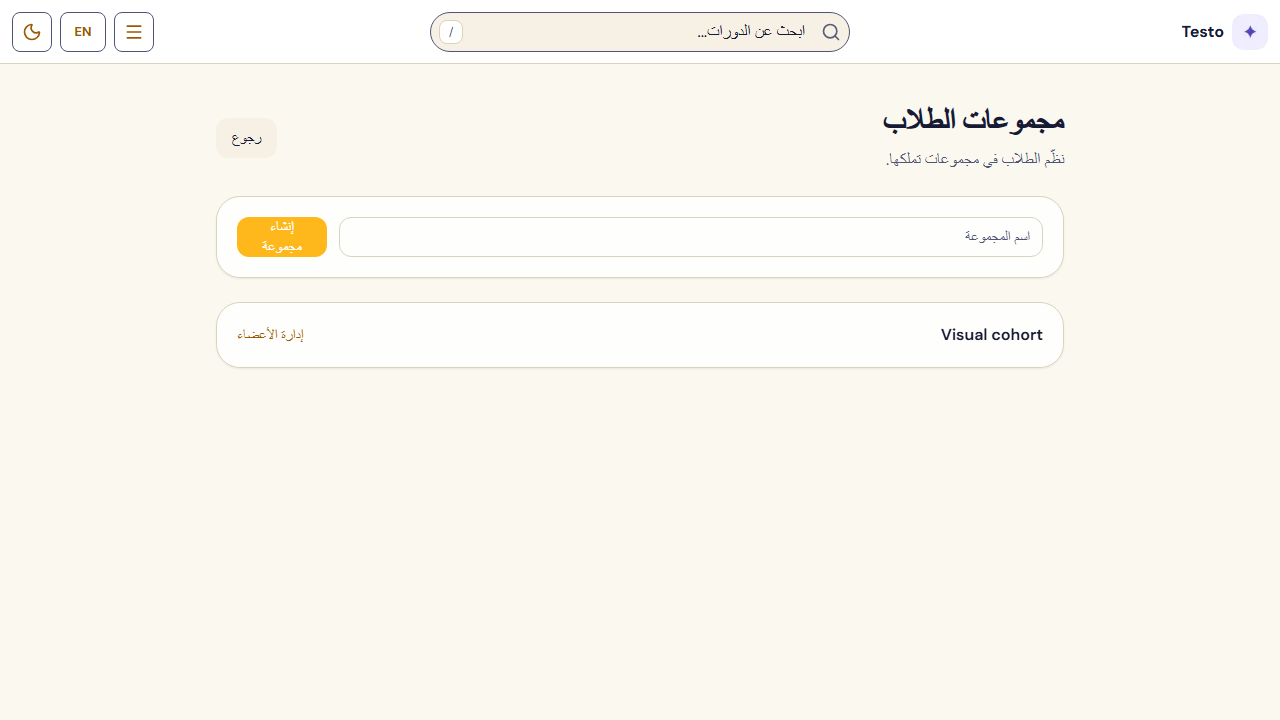 Testo
ابحث عن الدورات...
/
EN
مجموعات الطلاب
نظّم الطلاب في مجموعات تملكها.
رجوع
اسم المجموعة
إنشاء
مجموعة
Visual cohort
إدارة الأعضاء